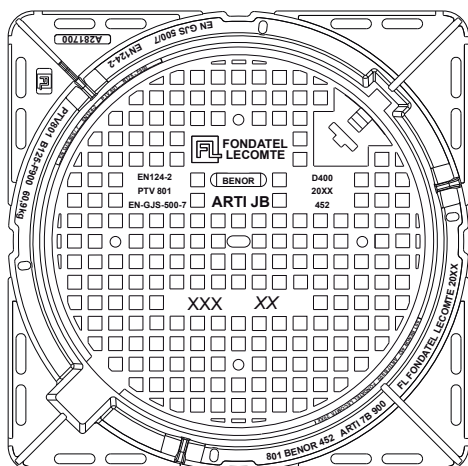 A281700
EN124-2
EN GJS 500/7
PTV801 B125-F900 60,9kg
FL
FONDATEL
LECOMTE
EN124-2
PTV 801
EN-GJS-500-7
BENOR
ARTI JB
D400
20XX
452
XXX XX
801 BENOR 452 ARTI 7B 900 FL FONDATEL LECOMTE 20XX